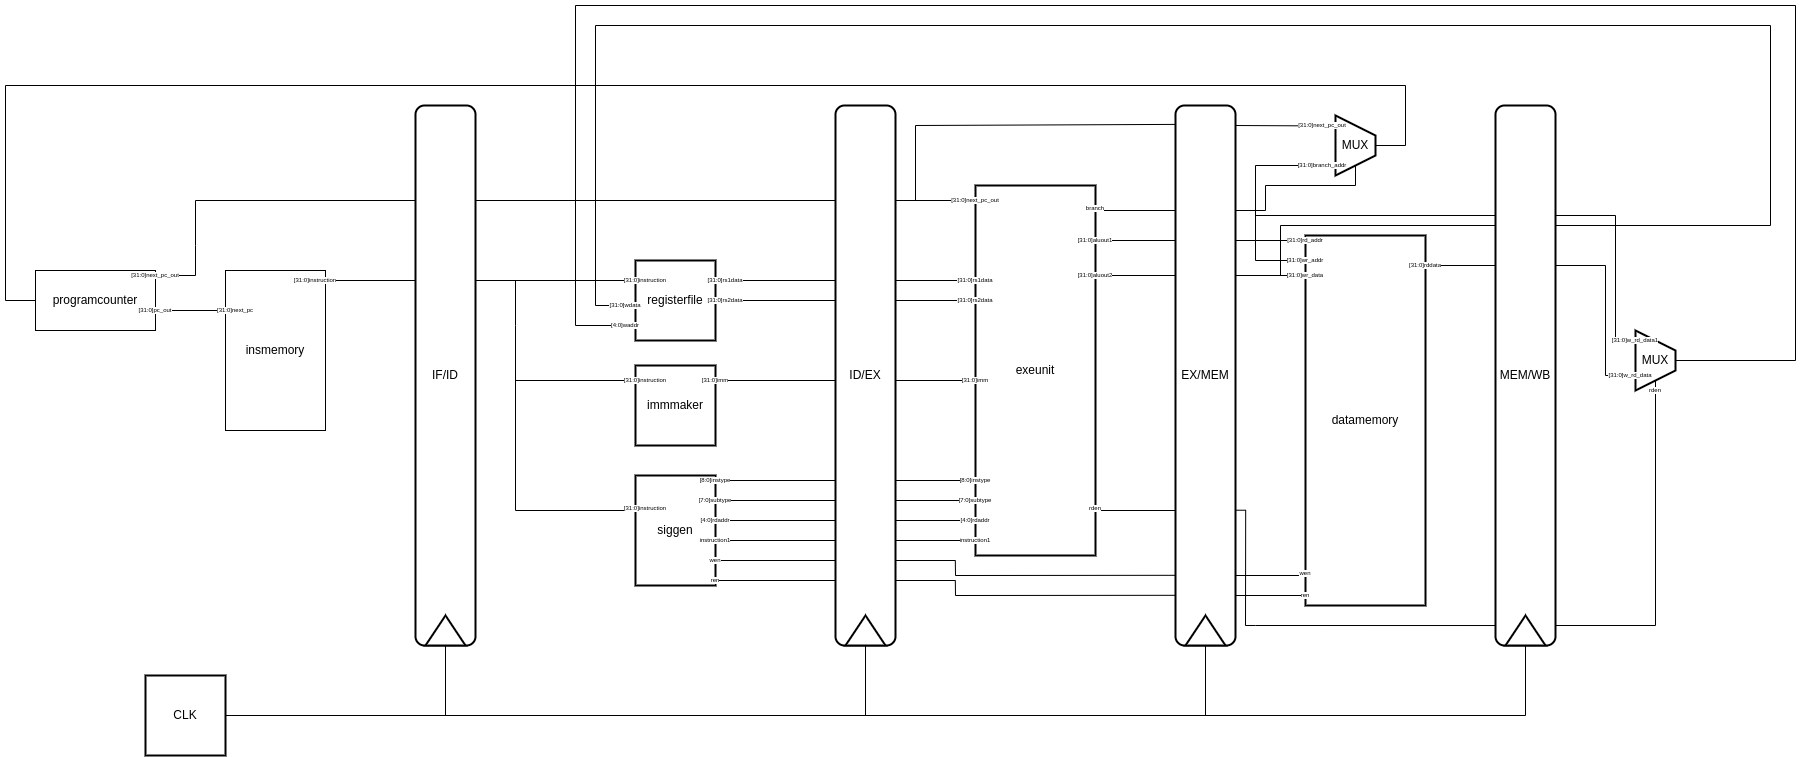 programcounter
[31:0]next_pc_out
[31:0]pc_out
[31:0]next_pc
[31:0]instruction
insmemory
IF/ID
[31:0]instruction
[31:0]wdata
[4:0]waddr
registerfile
[31:0]rs1data
[31:0]rs2data
[31:0]instruction
[31:0]imm
immmaker
[31:0]instruction
siggen
[8:0]instype
[7:0]subtype
[4:0]rdaddr
instruction1
wen
ren
ID/EX
[31:0]next_pc_out
[31:0]rs1data
[31:0]rs2data
[31:0]imm
[8:0]instype
[7:0]subtype
[4:0]rdaddr
instruction1
exeunit
branch
[31:0]aluout1
[31:0]aluout2
rden
EX/MEM
[31:0]next_pc_out
[31:0]branch_addr
MUX
[31:0]rd_addr
[31:0]wr_addr
[31:0]wr_data
[31:0]rddata
datamemory
wen
ren
MEM/WB
[31:0]w_rd_data1
[31:0]w_rd_data
MUX
rden
CLK